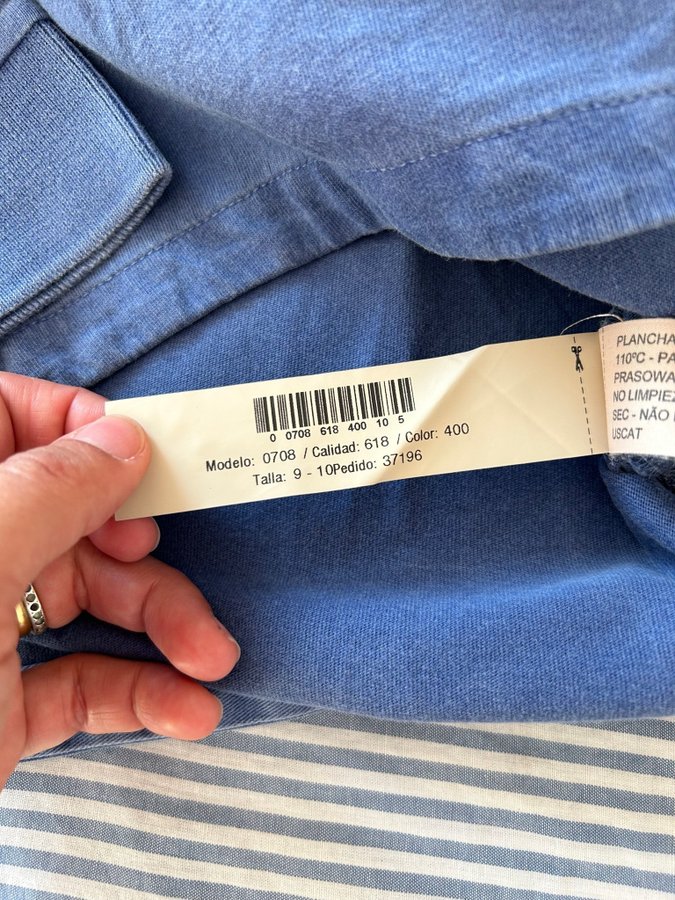 0 0708 618 400 10 5
Modelo: 0708 / Calidad: 618 / Color: 400
Talla: 9 - 10Pedido: 37196
PLANCHA
110ºC - PA
PRASOWA
NO LIMPIEZ
SEC - NÃO
USCAT